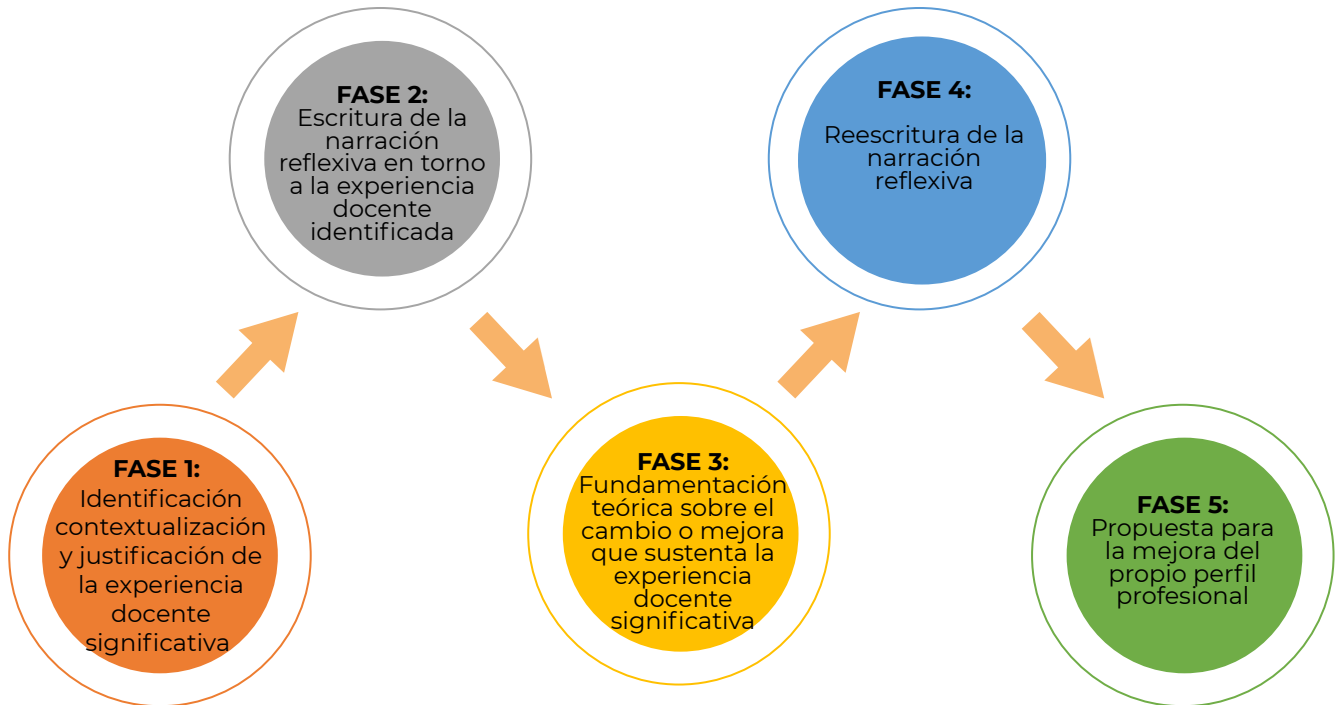 FASE 1:
Identificación
contextualización
y justificación de
la experiencia
docente
significativa
FASE 2:
Escritura de la
narración
reflexiva en torno
a la experiencia
docente
identificada
FASE 3:
Fundamentación
teórica sobre el
cambio o mejora
que sustenta la
experiencia
docente
significativa
FASE 4:
Reescritura de la
narración
reflexiva
FASE 5:
Propuesta para
la mejora del
propio perfil
profesional